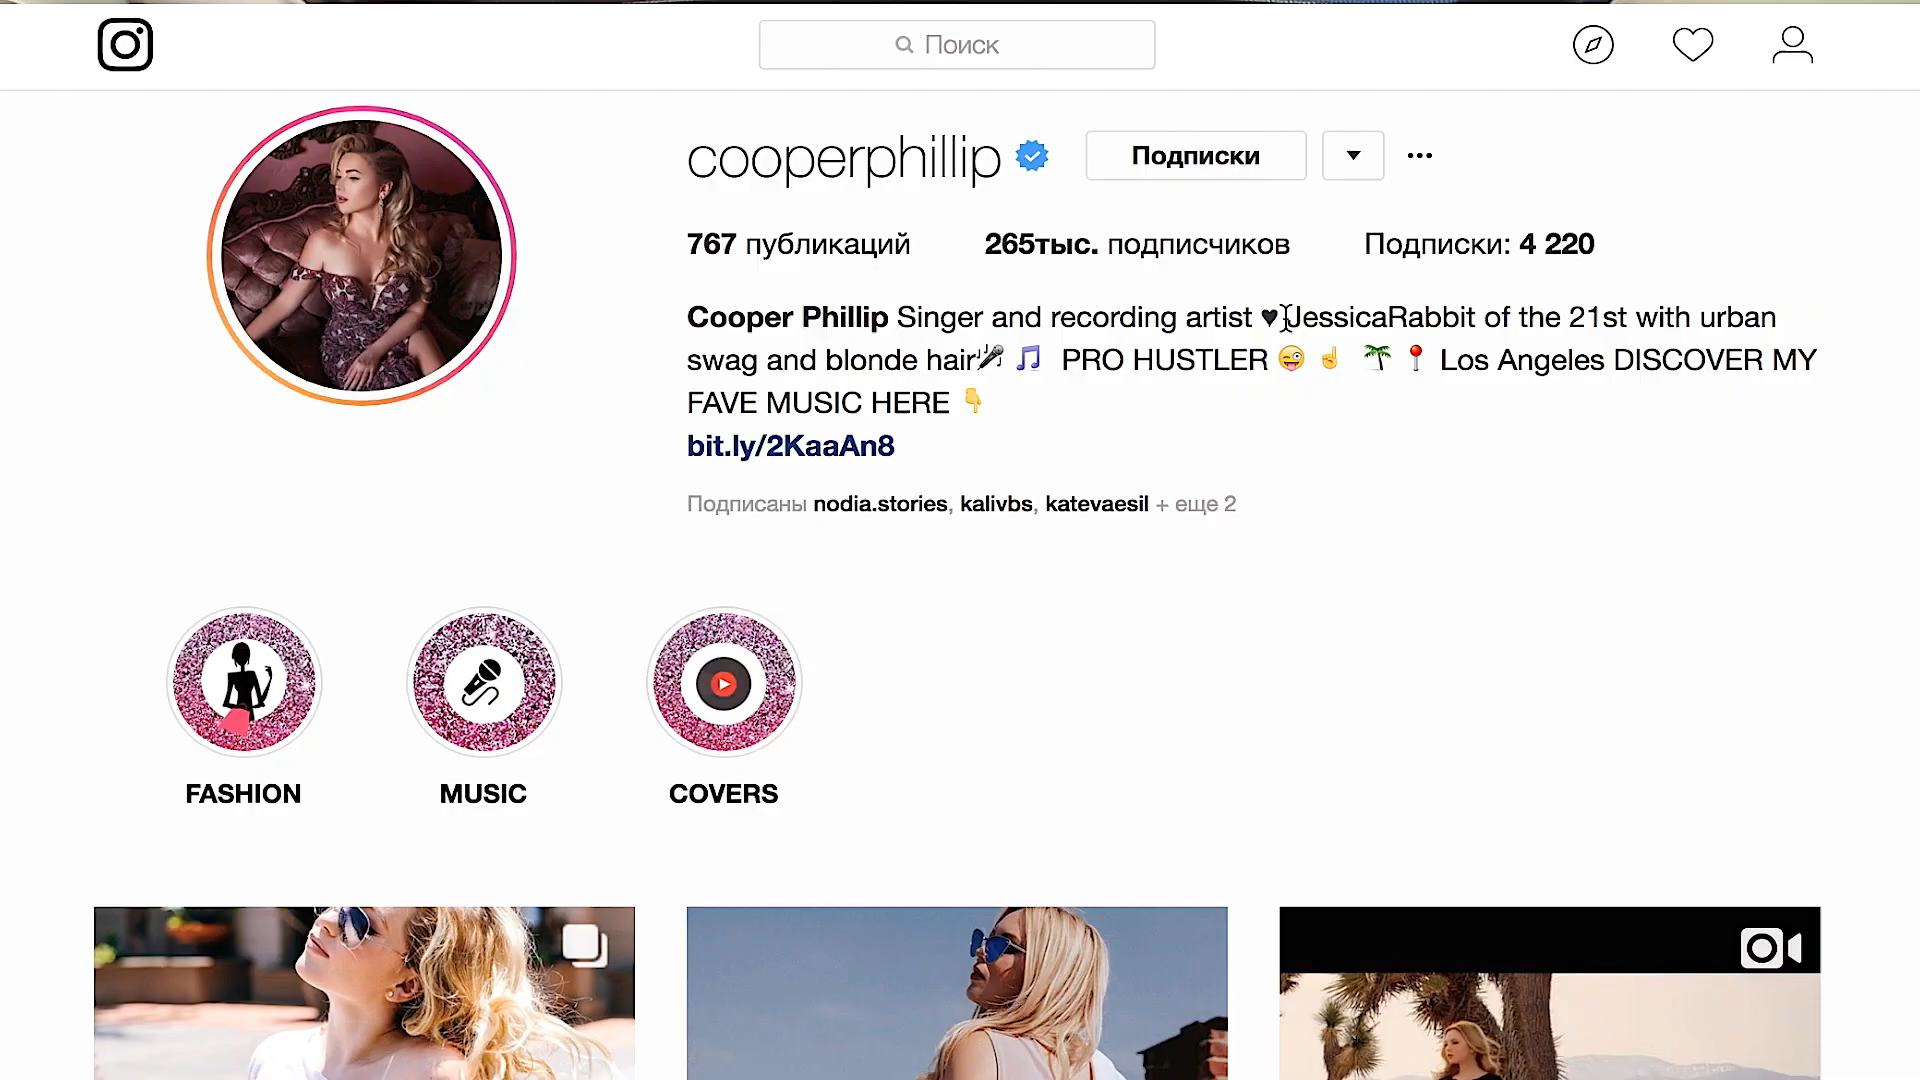 Поиск
cooperphillip
Подписки
767 публикаций 265тыс. подписчиков Подписки: 4 220
Cooper Phillip Singer and recording artist ♥JessicaRabbit of the 21st with urban
swag and blonde hair🎤 🎵 PRO HUSTLER 😜 ☝ 🌴 📍 Los Angeles DISCOVER MY
FAVE MUSIC HERE 👇
bit.ly/2KaaAn8
Подписаны nodia.stories, kalivbs, katevaesil + еще 2
FASHION MUSIC COVERS